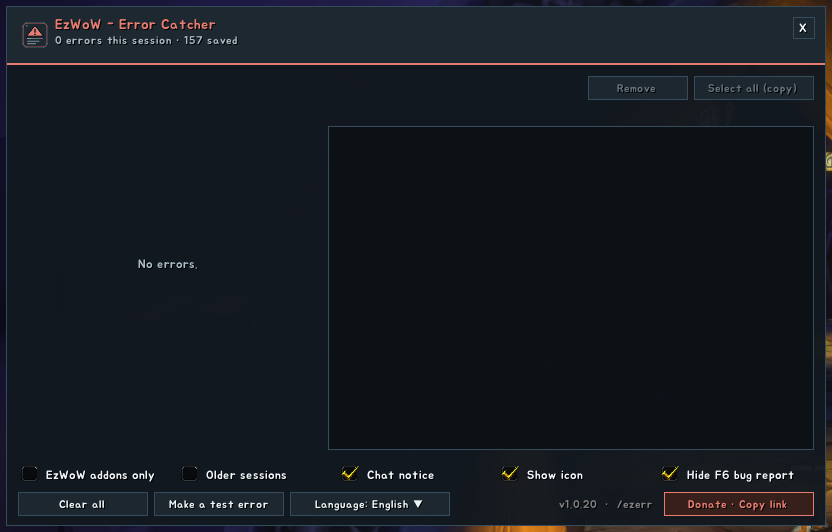 EzWoW - Error Catcher
0 errors this session · 157 saved
X
Remove
Select all (copy)
No errors.
EzWoW addons only
Older sessions
Chat notice
Show icon
Hide F6 bug report
Clear all
Make a test error
Language: English ▼
v1.0.20 · /ezerr
Donate · Copy link